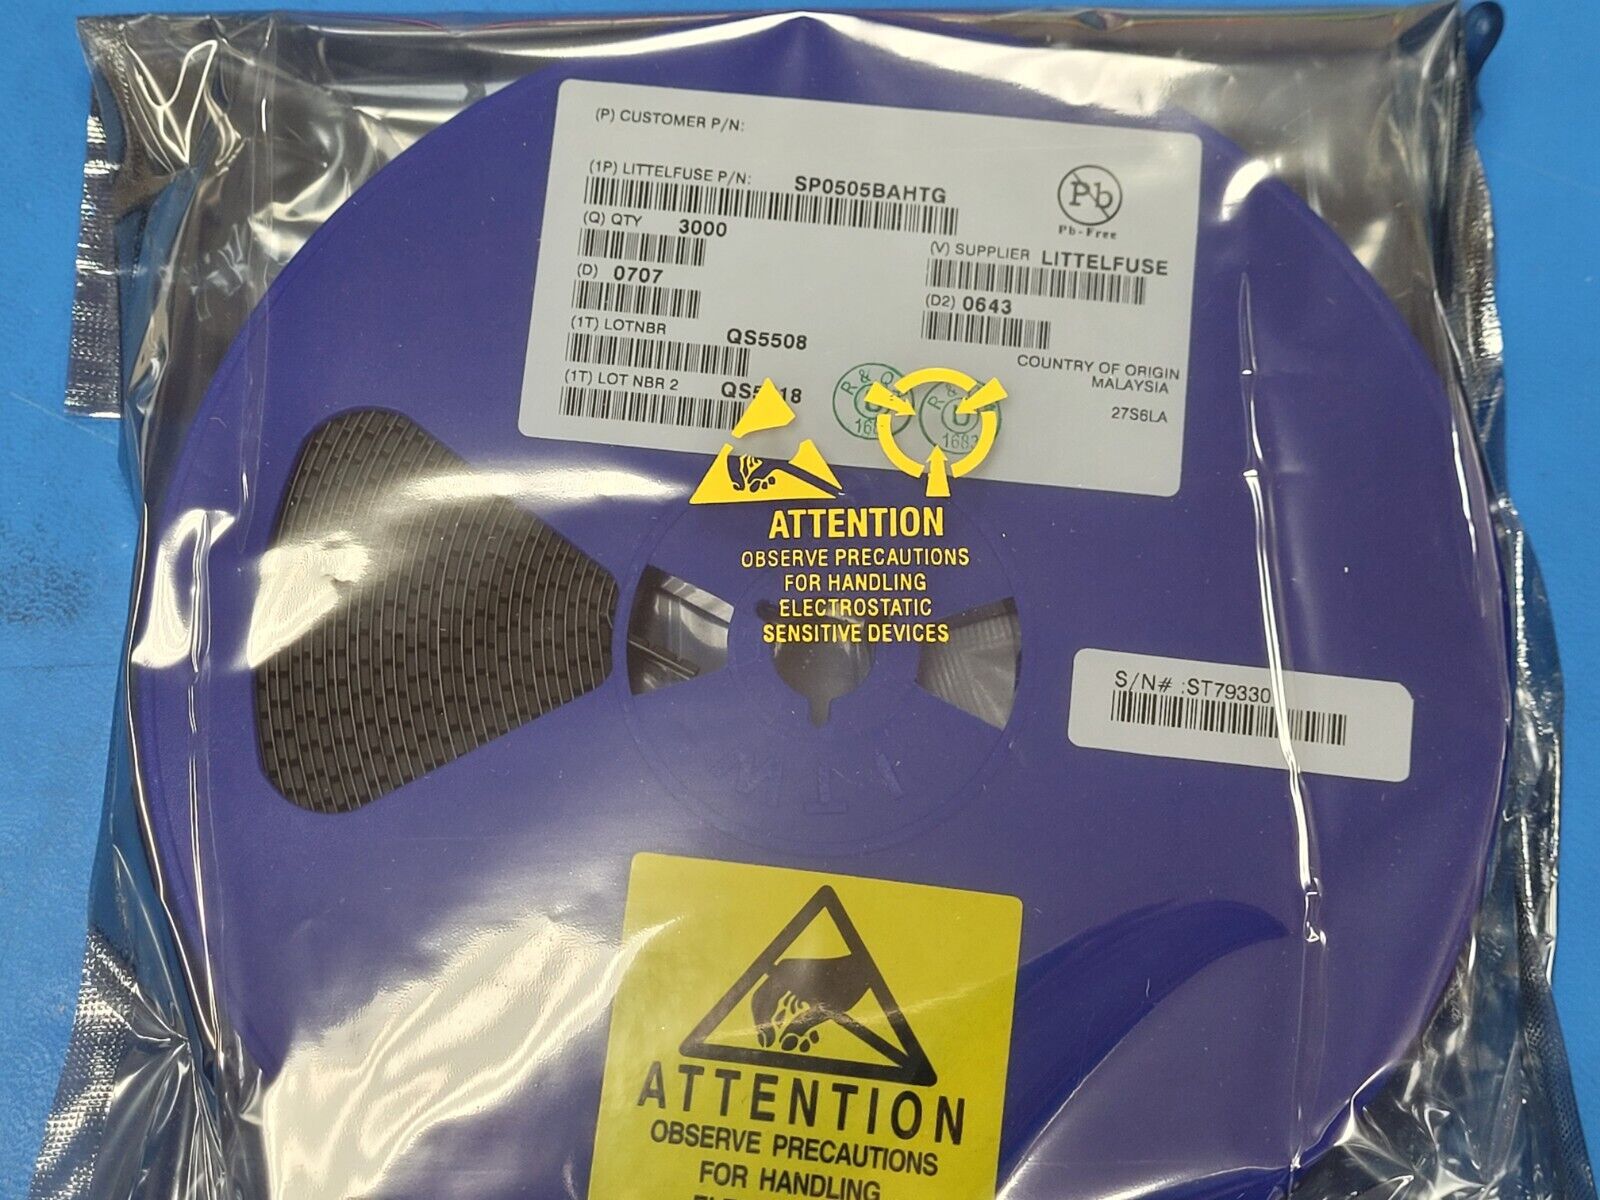 (P) CUSTOMER P/N:
(1P) LITTELFUSE P/N: SP0505BAHTG
Pb
Pb-Free
(Q) QTY 3000
(V) SUPPLIER LITTELFUSE
(D) 0707
(D2) 0643
(1T) LOTNBR QS5508
COUNTRY OF ORIGIN
MALAYSIA
(1T) LOT NBR 2
27S6LA
R & Q
R &
1683
ATTENTION
OBSERVE PRECAUTIONS
FOR HANDLING
ELECTROSTATIC
SENSITIVE DEVICES
S/N# :ST79330
ATTENTION
OBSERVE PRECAUTIONS
FOR HANDLING